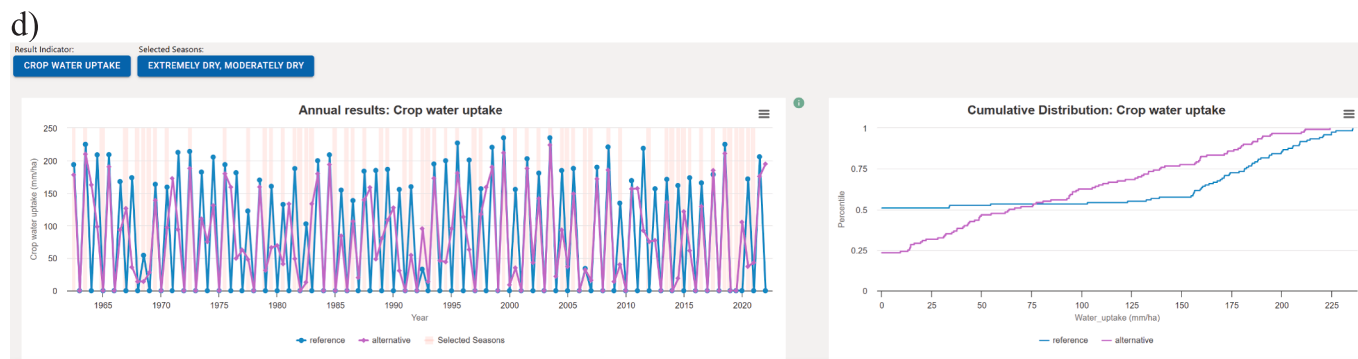 d)
Result Indicator: Selected Seasons:
CROP WATER UPTAKE EXTREMELY DRY, MODERATELY DRY
Annual results: Crop water uptake
250
200
150
100
50
0
Crop water uptake (mm/ha)
1965 1970 1975 1980 1985 1990 1995 2000 2005 2010 2015 2020
Year
reference alternative Selected Seasons
i
Cumulative Distribution: Crop water uptake
1
0.75
0.5
0.25
0
Percentile
0 25 50 75 100 125 150 175 200 225
Water_uptake (mm/ha)
reference alternative